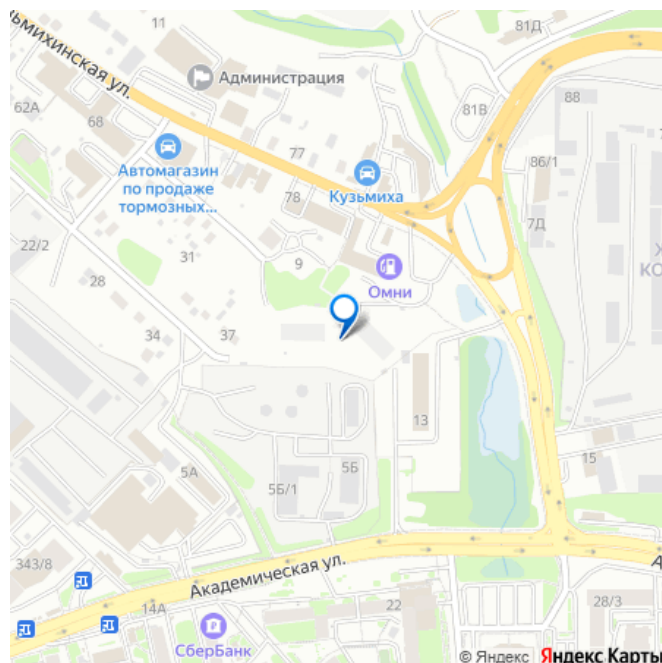 11
81Д
ьмихинская ул.
Администрация
88
62А
81В
68
77
86/1
Автомагазин
по продаже
тормозных...
Кузьмиха
78
7Д
22/2
31
9
Х
КО
28
Омни
34
37
13
15
5А
5Б
5Б/1
343/8
Академическая ул.
А
14А
22
28/3
СберБанк
© Яндекс Яндекс Карты